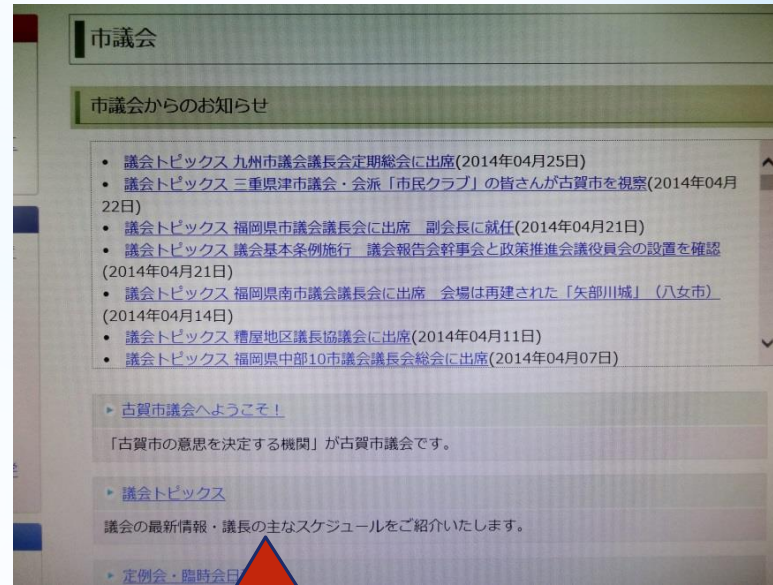 市議会
市議会からのお知らせ
• 議会トピックス 九州市議会議長会定期総会に出席(2014年04月25日)
• 議会トピックス 三重県津市議会・会派「市民クラブ」の皆さんが古賀市を視察(2014年04月
22日)
• 議会トピックス 福岡県市議会議長会に出席　副会長に就任(2014年04月21日)
• 議会トピックス 議会基本条例施行　議会報告会幹事会と政策推進会議役員会の設置を確認
(2014年04月21日)
• 議会トピックス 福岡県南市議会議長会に出席　会場は再建された「矢部川城」（八女市）
(2014年04月14日)
• 議会トピックス 糟屋地区議長協議会に出席(2014年04月11日)
• 議会トピックス 福岡県中部10市議会議長会総会に出席(2014年04月07日)
古賀市議会へようこそ！
「古賀市の意思を決定する機関」が古賀市議会です。
議会トピックス
議会の最新情報・議長の主なスケジュールをご紹介いたします。
定例会・臨時会日